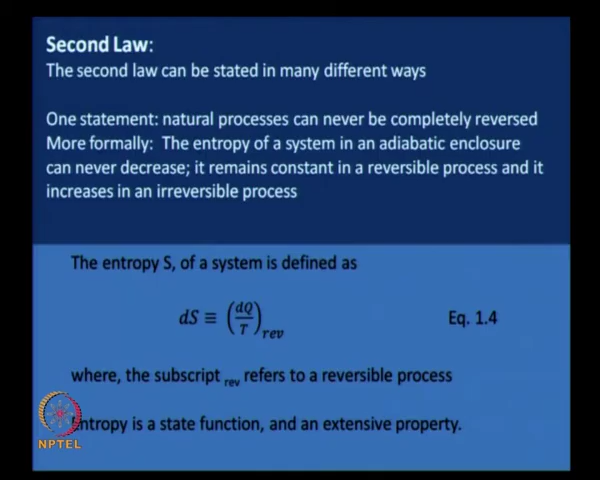 Second Law:
The second law can be stated in many different ways
One statement: natural processes can never be completely reversed
More formally: The entropy of a system in an adiabatic enclosure
can never decrease; it remains constant in a reversible process and it
increases in an irreversible process
The entropy S, of a system is defined as
dS ≡ (dQ/T)rev Eq. 1.4
where, the subscript rev refers to a reversible process
Entropy is a state function, and an extensive property.
NPTEL